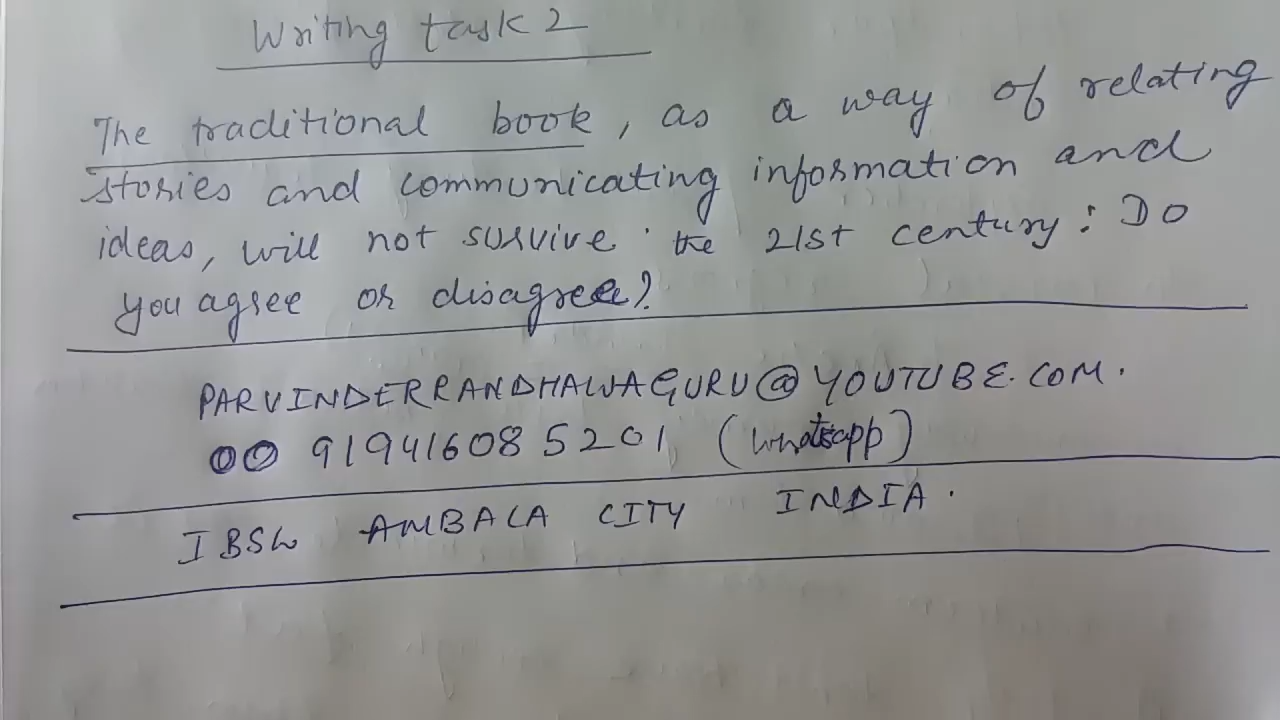 Writing task 2
The traditional book, as a way of relating
stories and communicating information and
ideas, will not survive the 21st century: Do
you agree or disagree?
PARVINDERRANDHAWAGURU@YOUTUBE.COM.
00 919416085201 (whatsapp)
IBSW AMBALA CITY INDIA.